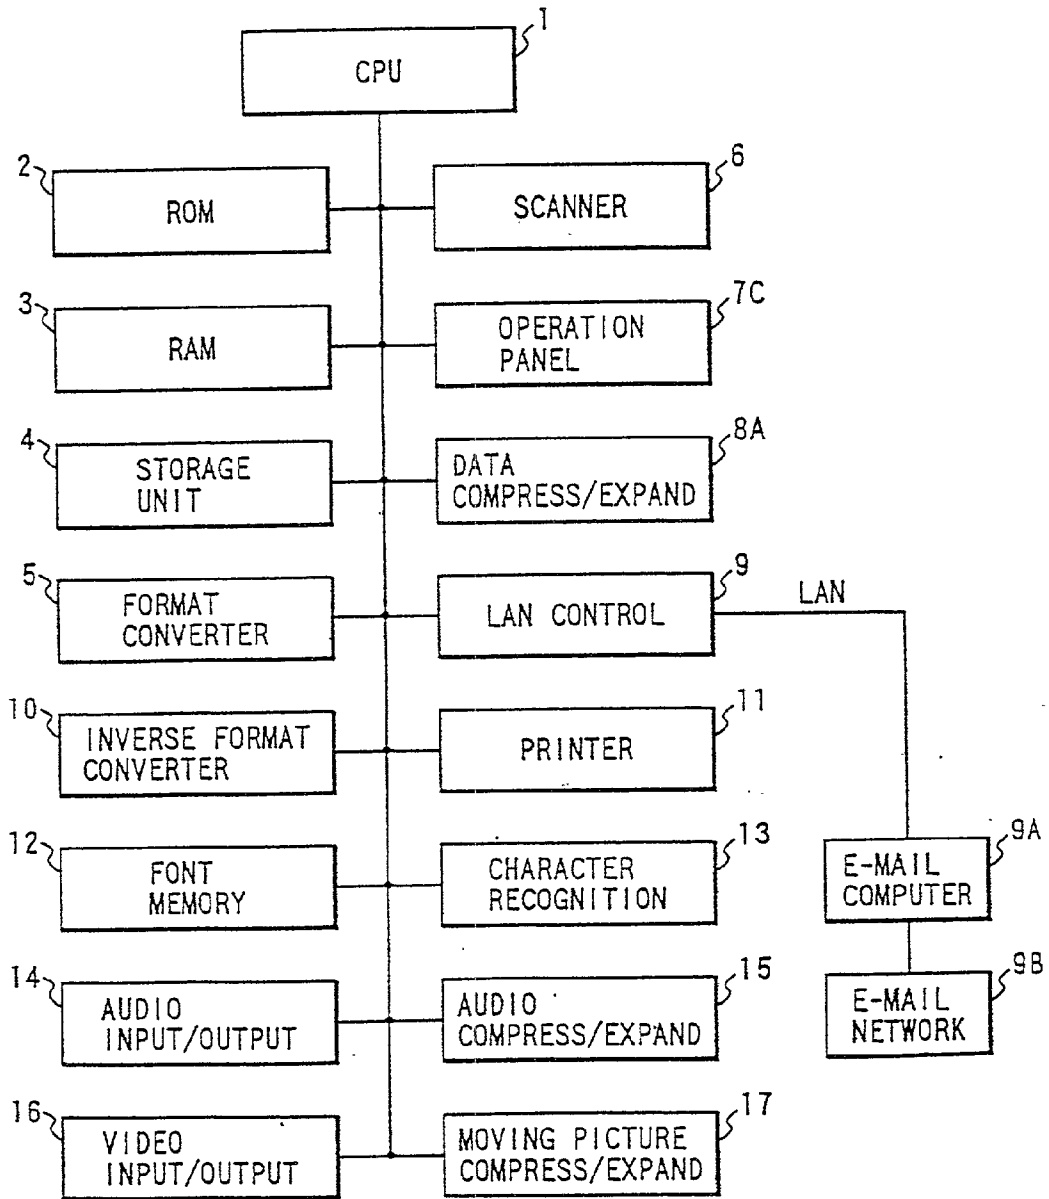 1
CPU
2
ROM
6
SCANNER
3
RAM
7C
OPERATION
PANEL
4
STORAGE
UNIT
8A
DATA
COMPRESS/EXPAND
5
FORMAT
CONVERTER
9
LAN CONTROL
LAN
10
INVERSE FORMAT
CONVERTER
11
PRINTER
12
FONT
MEMORY
13
CHARACTER
RECOGNITION
9A
E-MAIL
COMPUTER
14
AUDIO
INPUT/OUTPUT
15
AUDIO
COMPRESS/EXPAND
9B
E-MAIL
NETWORK
16
VIDEO
INPUT/OUTPUT
17
MOVING PICTURE
COMPRESS/EXPAND